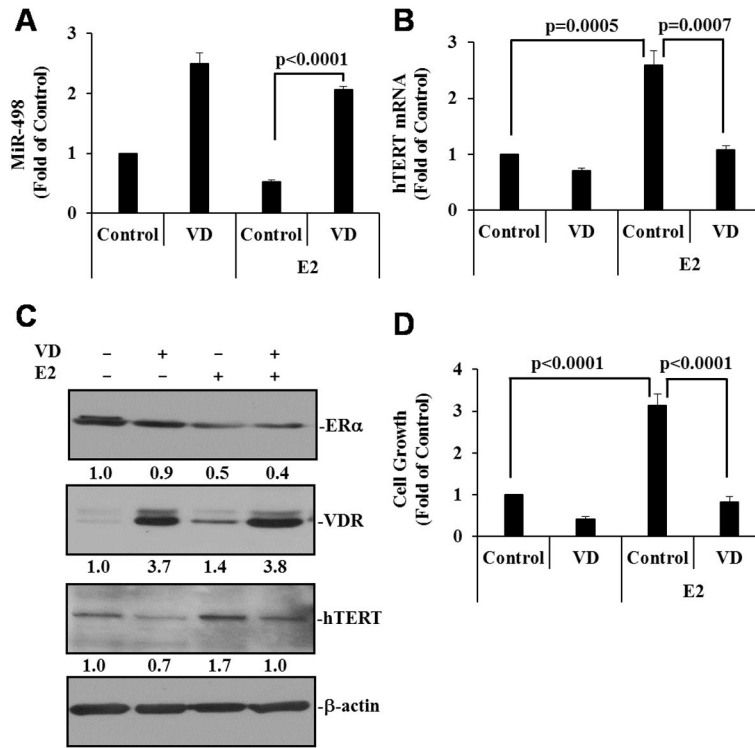 A
MiR-498
(Fold of Control)
3
2
1
0
p<0.0001
Control VD Control VD
E2
B
hTERT mRNA
(Fold of Control)
3
2
1
0
p=0.0005 p=0.0007
Control VD Control VD
E2
C
VD – + – +
E2 – – + +
-ERα
1.0 0.9 0.5 0.4
-VDR
1.0 3.7 1.4 3.8
-hTERT
1.0 0.7 1.7 1.0
-β-actin
D
Cell Growth
(Fold of Control)
4
3
2
1
0
p<0.0001 p<0.0001
Control VD Control VD
E2